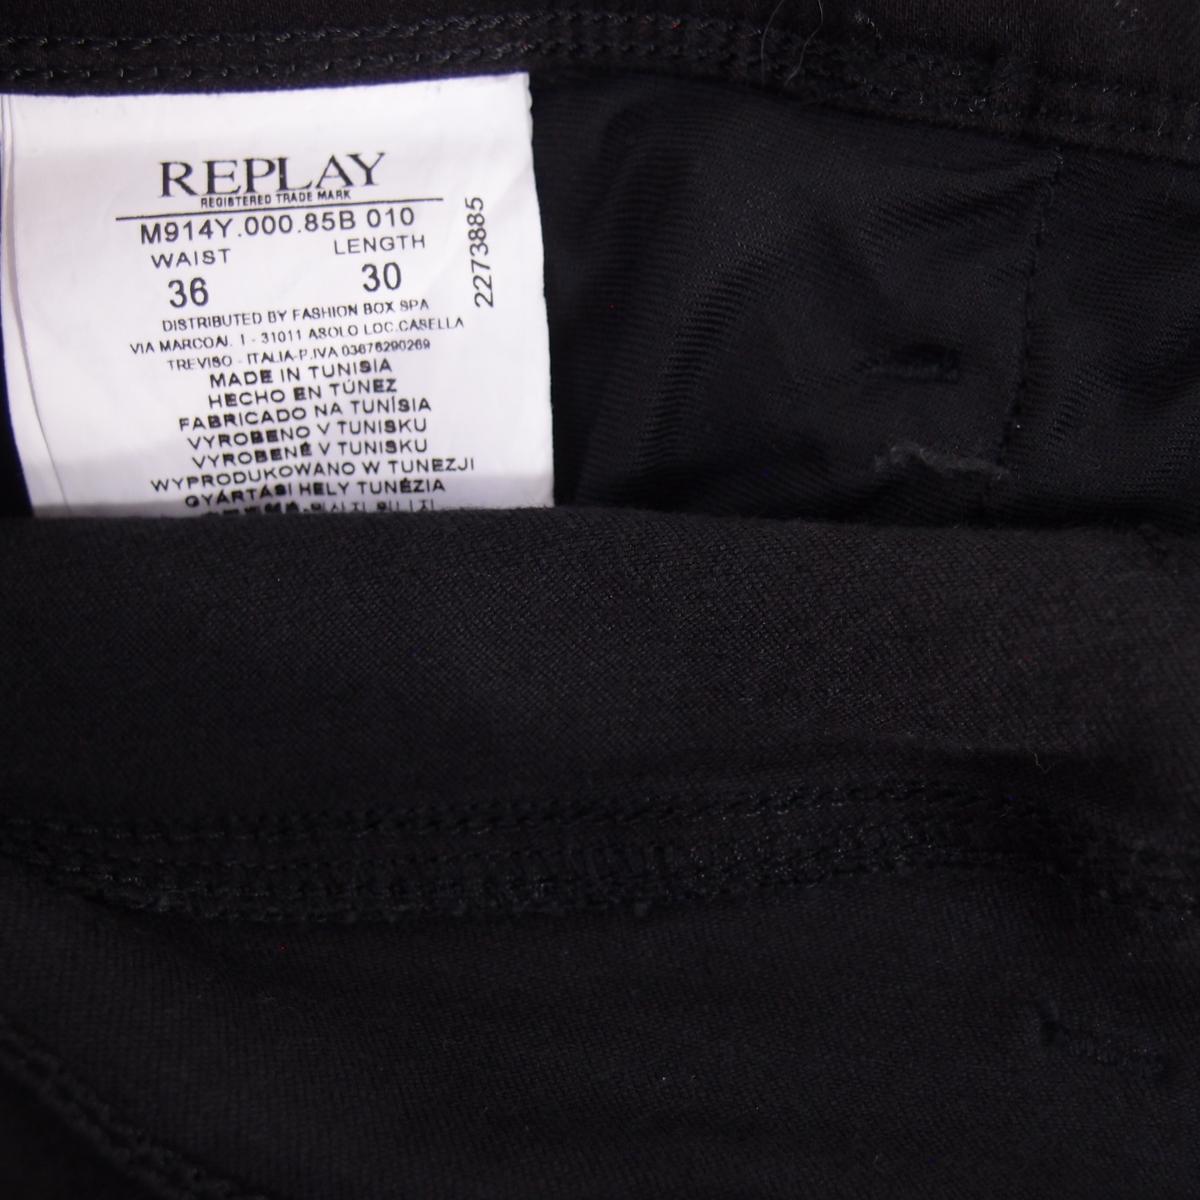 REPLAY
REGISTERED TRADE MARK
M914Y.000.85B 010
WAIST LENGTH
36 30
2273885
DISTRIBUTED BY FASHION BOX SPA
VIA MARCONI. 1 - 31011 ASOLO LOC.CASELLA
TREVISO - ITALIA-P.IVA 03676290269
MADE IN TUNISIA
HECHO EN TÚNEZ
FABRICADO NA TUNÍSIA
VYROBENO V TUNISKU
VYROBENÉ V TUNISKU
WYPRODUKOWANO W TUNEZJI
GYÁRTÁSI HELY TUNÉZIA